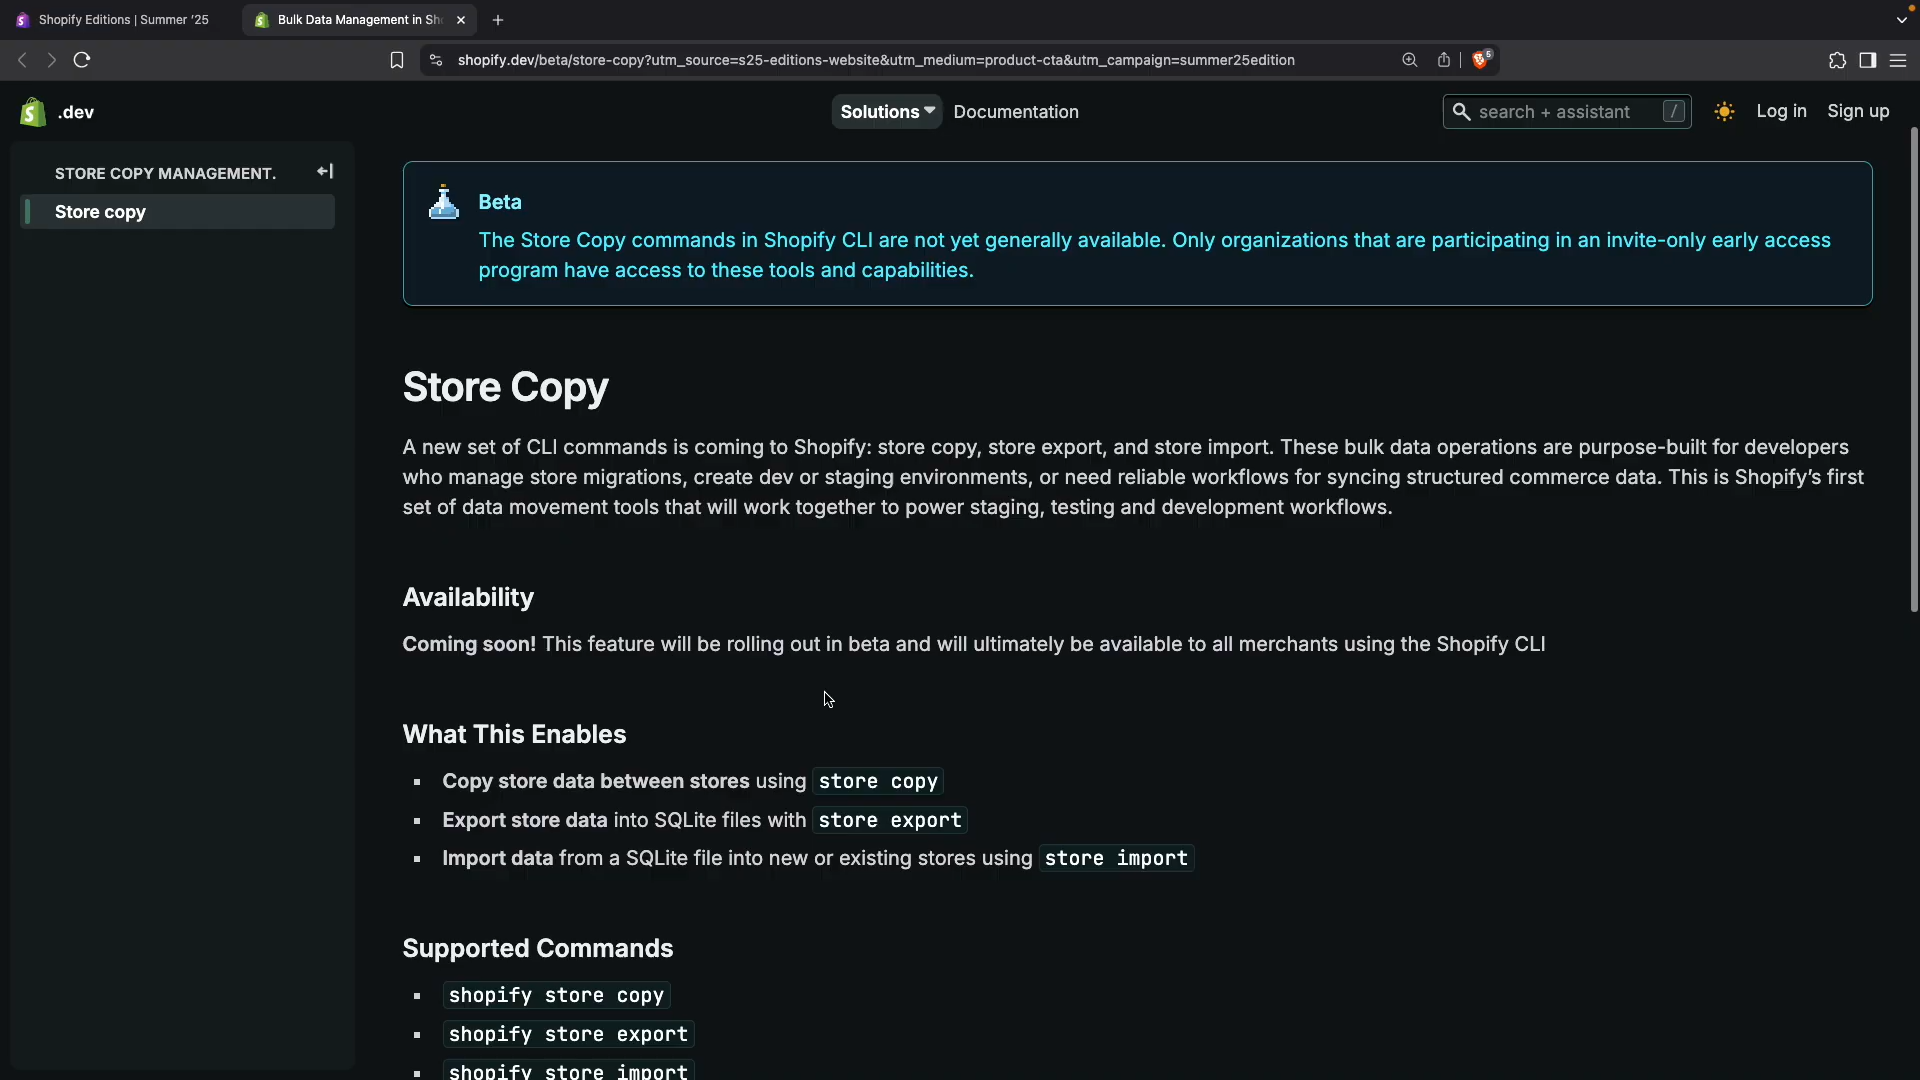 Shopify Editions | Summer '25
Bulk Data Management in Sh
shopify.dev/beta/store-copy?utm_source=s25-editions-website&utm_medium=product-cta&utm_campaign=summer25edition
5
.dev
Solutions
Documentation
search + assistant
/
Log in
Sign up
STORE COPY MANAGEMENT.
Store copy
Beta
The Store Copy commands in Shopify CLI are not yet generally available. Only organizations that are participating in an invite-only early access
program have access to these tools and capabilities.
Store Copy
A new set of CLI commands is coming to Shopify: store copy, store export, and store import. These bulk data operations are purpose-built for developers
who manage store migrations, create dev or staging environments, or need reliable workflows for syncing structured commerce data. This is Shopify's first
set of data movement tools that will work together to power staging, testing and development workflows.
Availability
Coming soon! This feature will be rolling out in beta and will ultimately be available to all merchants using the Shopify CLI
What This Enables
Copy store data between stores using store copy
Export store data into SQLite files with store export
Import data from a SQLite file into new or existing stores using store import
Supported Commands
shopify store copy
shopify store export
shopify store import